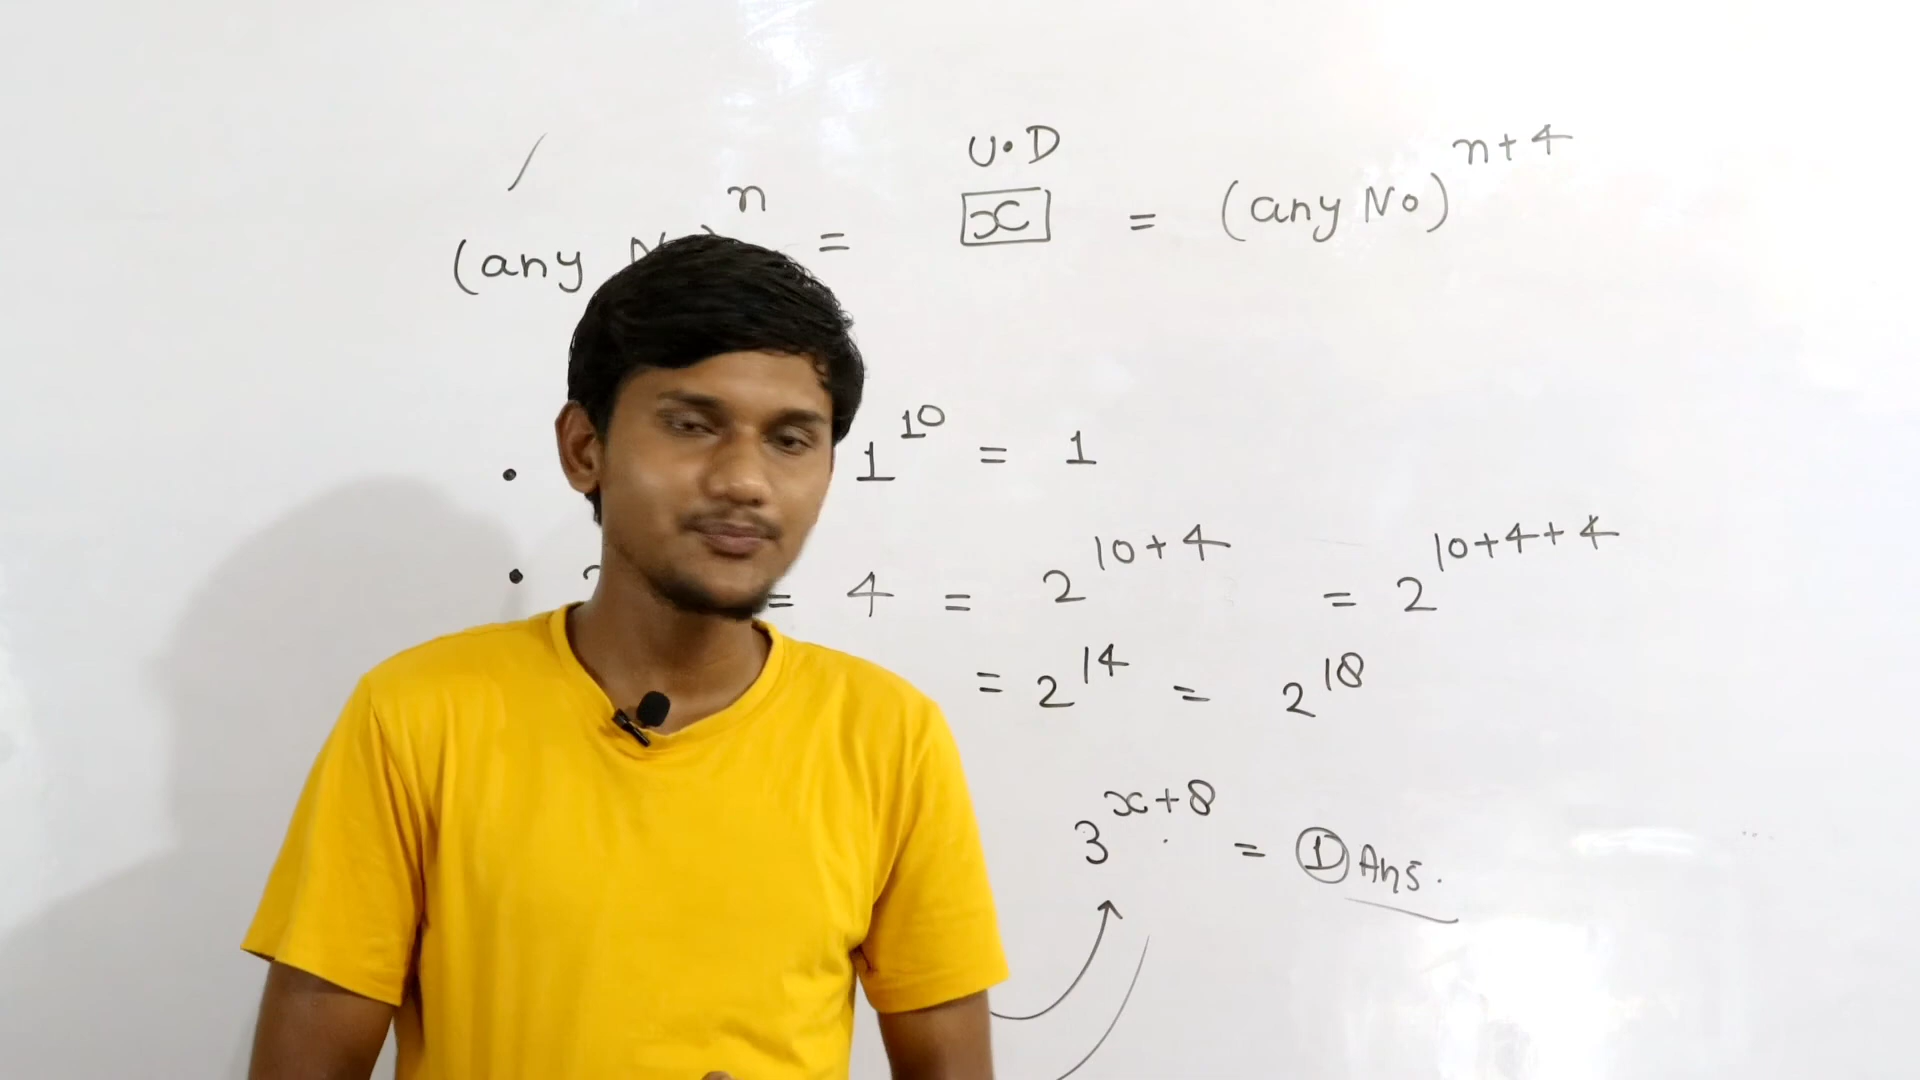 U.D
(any n = x = (any No)^n+4
• 1^10 = 1
• = 4 = 2^10+4 = 2^10+4+4
= 2^14 = 2^18
3^x+8 = 1 Ans.